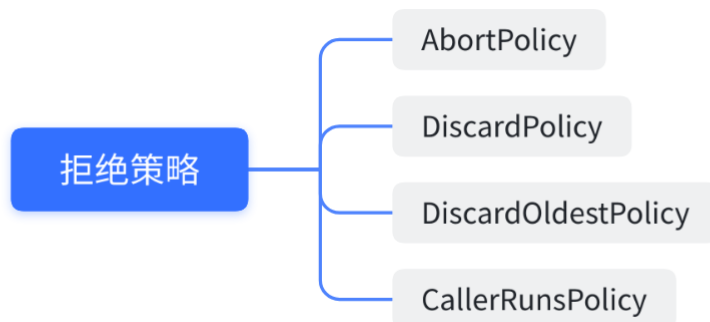 拒绝策略
AbortPolicy
DiscardPolicy
DiscardOldestPolicy
CallerRunsPolicy